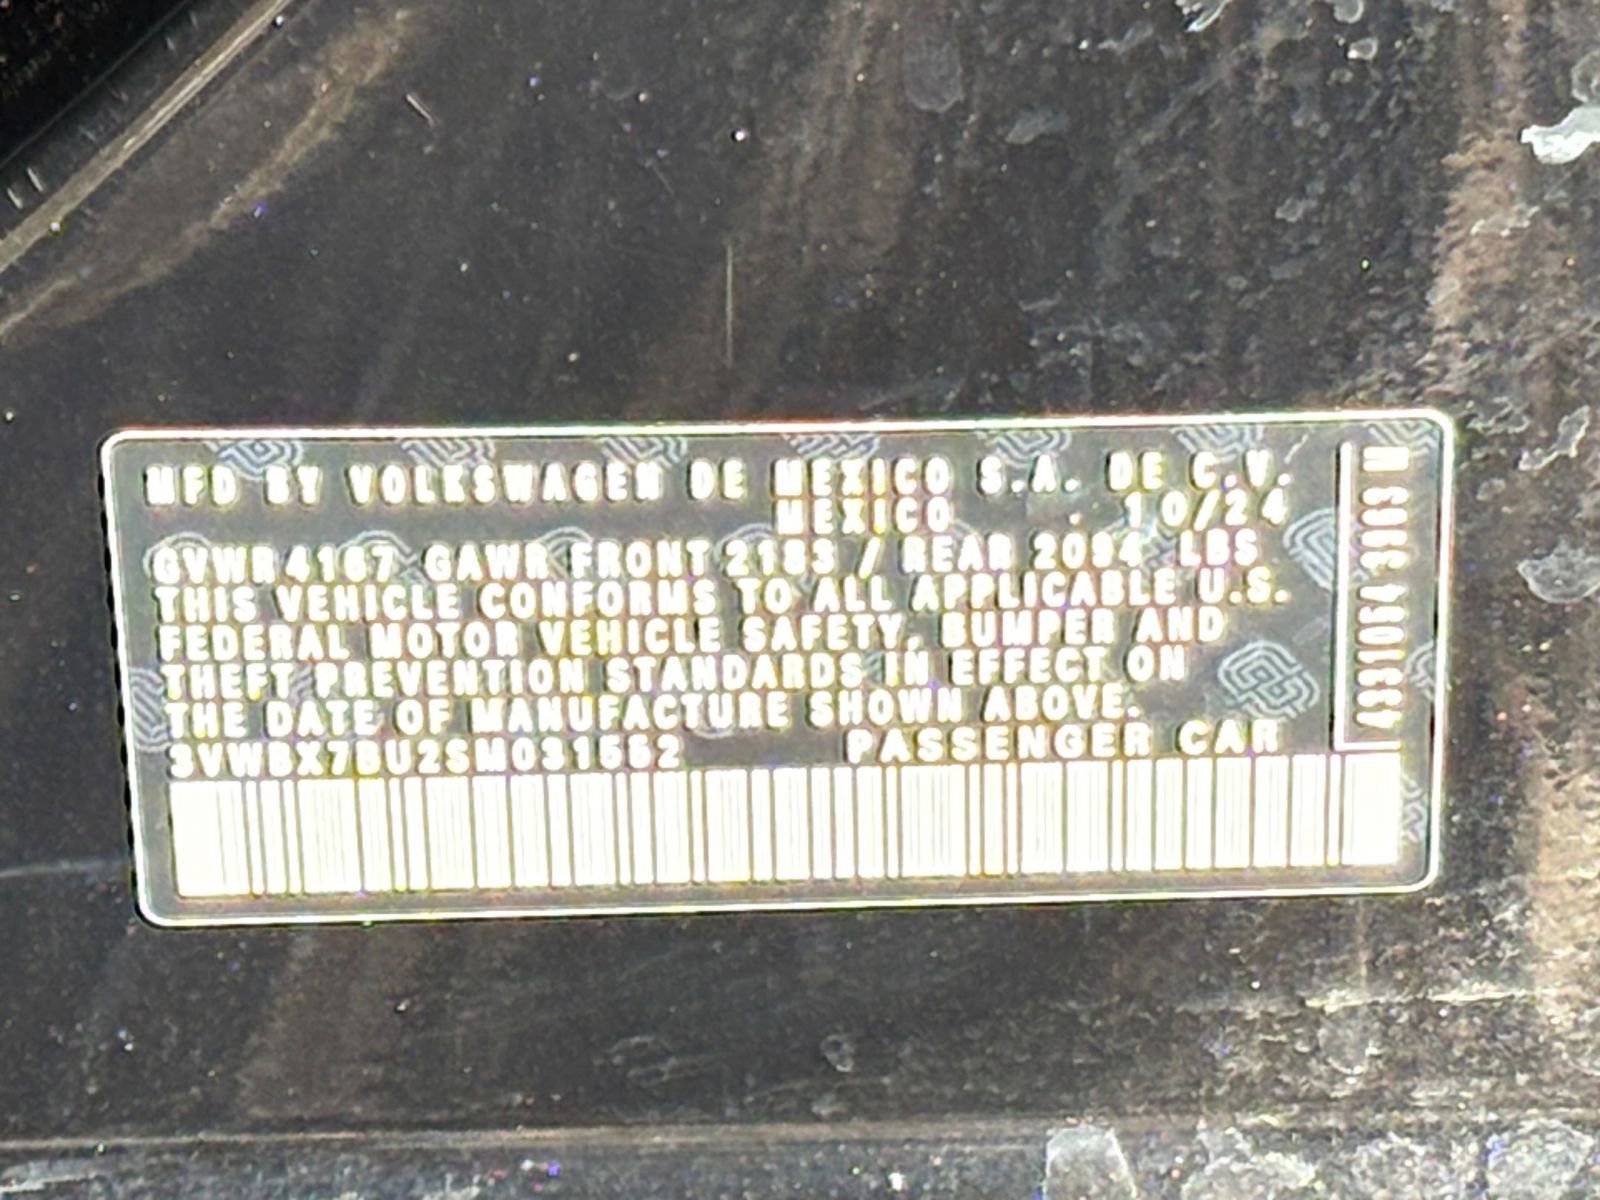 MFD BY VOLKSWAGEN DE MEXICO S.A. DE C.V.
MEXICO 10/24
GVWR 4167 GAWR FRONT 2183 / REAR 2094 LBS
THIS VEHICLE CONFORMS TO ALL APPLICABLE U.S.
FEDERAL MOTOR VEHICLE SAFETY, BUMPER AND
THEFT PREVENTION STANDARDS IN EFFECT ON
THE DATE OF MANUFACTURE SHOWN ABOVE.
3VWBX7BU2SM031552 PASSENGER CAR